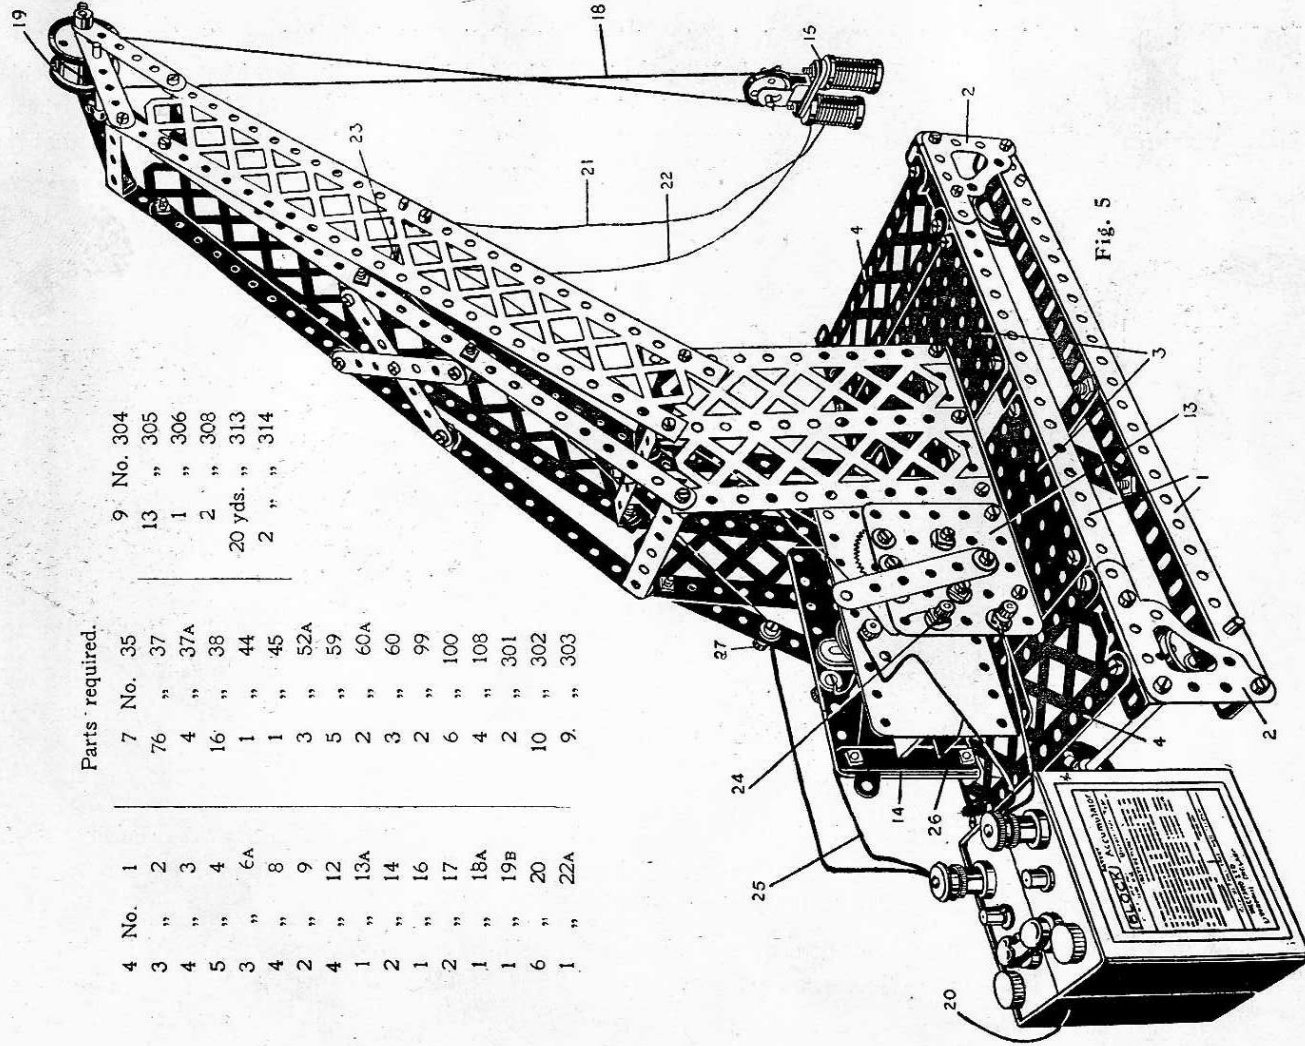 Parts required.
4 No. 1
3 „ 2
4 „ 3
5 „ 4
3 „ 6A
4 „ 8
2 „ 9
4 „ 12
1 „ 13A
2 „ 14
1 „ 16
2 „ 17
1 „ 18A
1 „ 19B
6 „ 20
1 „ 22A
7 No. 35
76 „ 37
4 „ 37A
16 „ 38
1 „ 44
1 „ 45
3 „ 52A
5 „ 59
2 „ 60A
3 „ 60
2 „ 99
6 „ 100
4 „ 108
2 „ 301
10 „ 302
9. „ 303
9 No. 304
13 „ 305
1 „ 306
2 „ 308
20 yds. „ 313
2 „ „ 314
19
18
15
23
21
22
2
4
Fig. 5
3
13
1
27
24
14
26
25
4
2
20
BLOCK Accumulator